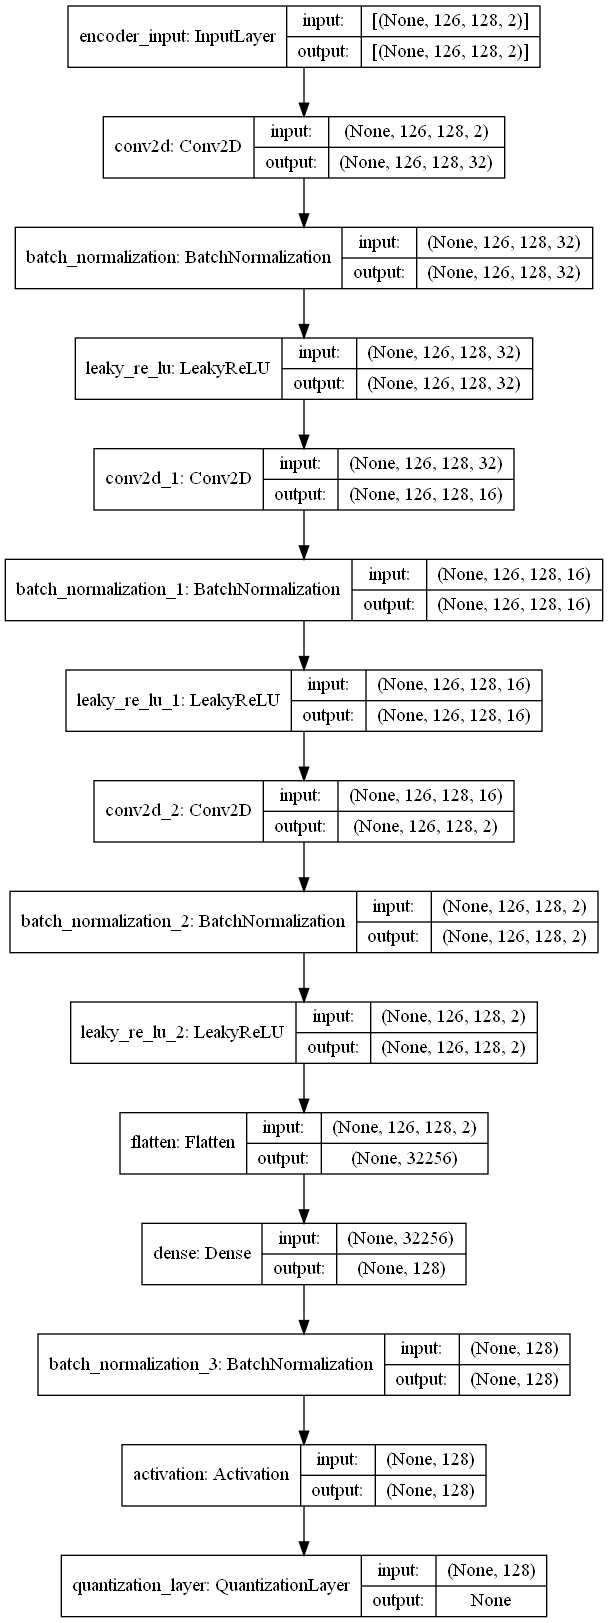 encoder_input: InputLayer
input:
[(None, 126, 128, 2)]
output:
[(None, 126, 128, 2)]
conv2d: Conv2D
input:
(None, 126, 128, 2)
output:
(None, 126, 128, 32)
batch_normalization: BatchNormalization
input:
(None, 126, 128, 32)
output:
(None, 126, 128, 32)
leaky_re_lu: LeakyReLU
input:
(None, 126, 128, 32)
output:
(None, 126, 128, 32)
conv2d_1: Conv2D
input:
(None, 126, 128, 32)
output:
(None, 126, 128, 16)
batch_normalization_1: BatchNormalization
input:
(None, 126, 128, 16)
output:
(None, 126, 128, 16)
leaky_re_lu_1: LeakyReLU
input:
(None, 126, 128, 16)
output:
(None, 126, 128, 16)
conv2d_2: Conv2D
input:
(None, 126, 128, 16)
output:
(None, 126, 128, 2)
batch_normalization_2: BatchNormalization
input:
(None, 126, 128, 2)
output:
(None, 126, 128, 2)
leaky_re_lu_2: LeakyReLU
input:
(None, 126, 128, 2)
output:
(None, 126, 128, 2)
flatten: Flatten
input:
(None, 126, 128, 2)
output:
(None, 32256)
dense: Dense
input:
(None, 32256)
output:
(None, 128)
batch_normalization_3: BatchNormalization
input:
(None, 128)
output:
(None, 128)
activation: Activation
input:
(None, 128)
output:
(None, 128)
quantization_layer: QuantizationLayer
input:
(None, 128)
output:
None